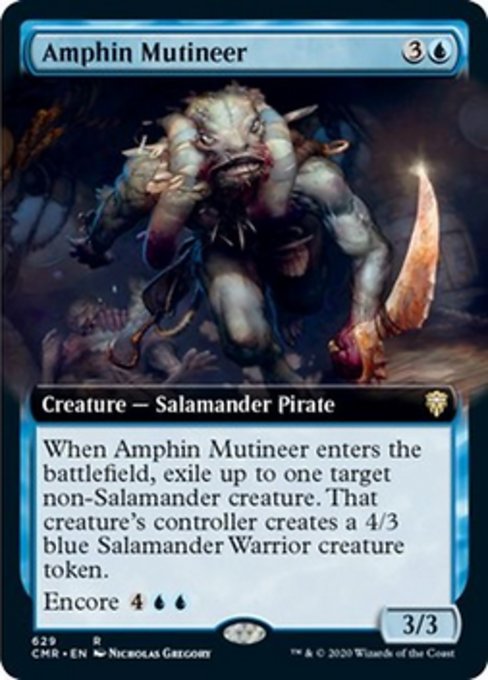 Amphin Mutineer 3
Creature — Salamander Pirate
When Amphin Mutineer enters the
battlefield, exile up to one target
non-Salamander creature. That
creature's controller creates a 4/3
blue Salamander Warrior creature
token.
Encore 4
3/3
629 R
CMR • EN Nicholas Gregory
™ & © 2020 Wizards of the Coast